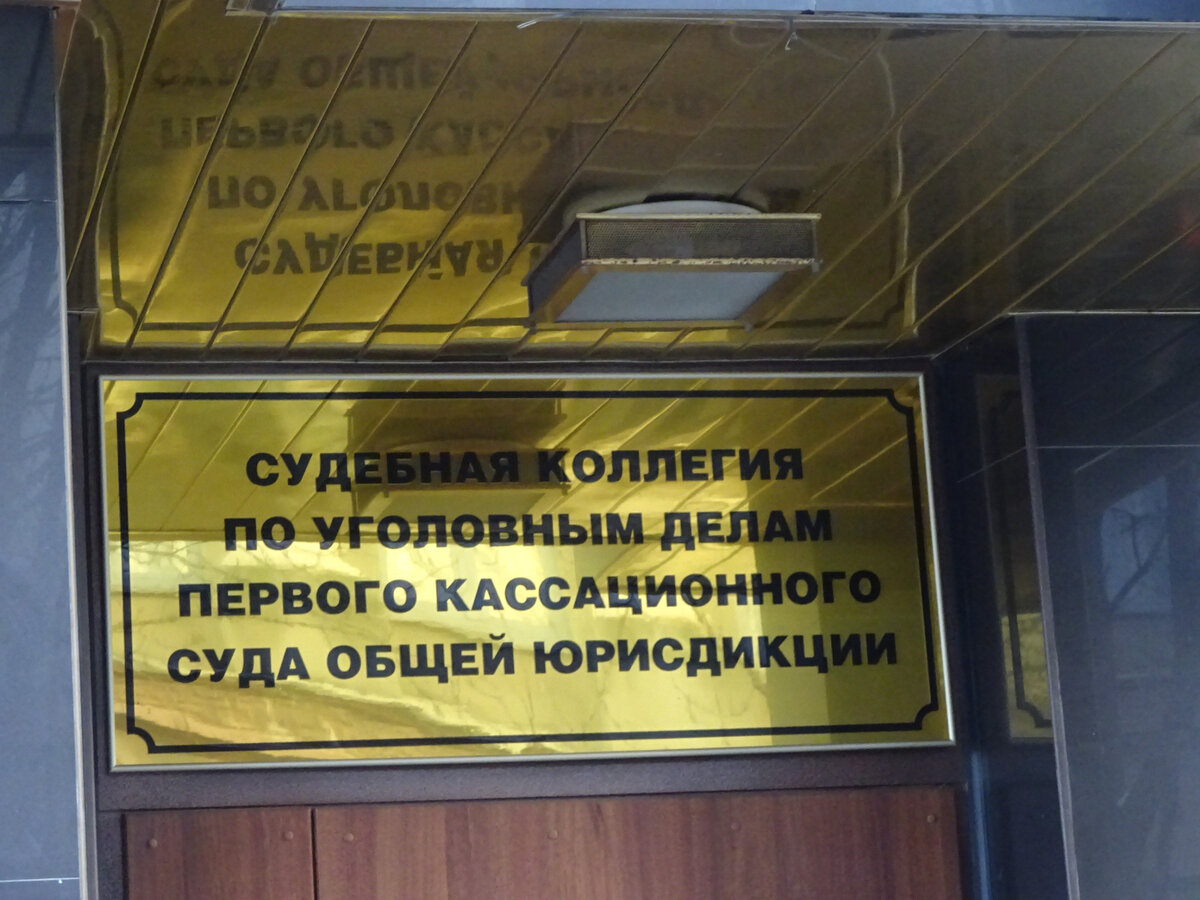 СУДЕБНАЯ КОЛЛЕГИЯ
ПО УГОЛОВНЫМ ДЕЛАМ
ПЕРВОГО КАССАЦИОННОГО
СУДА ОБЩЕЙ ЮРИСДИКЦИИ